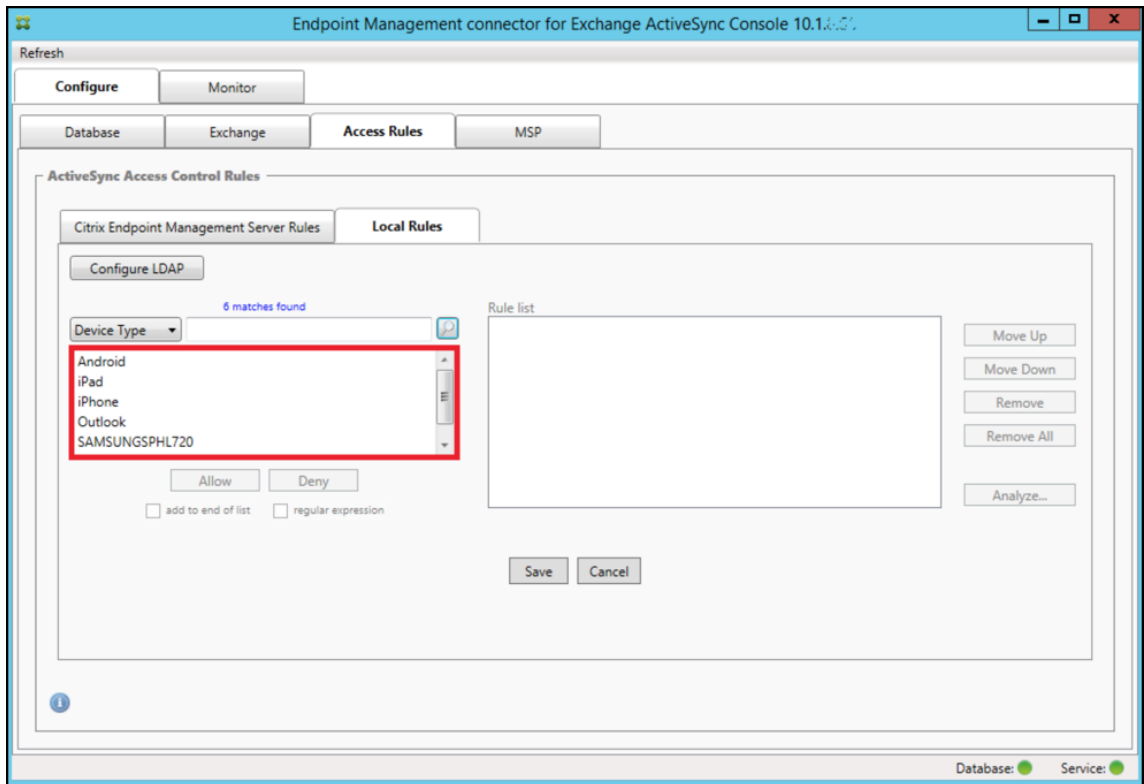 Endpoint Management connector for Exchange ActiveSync Console 10.1.
Refresh
Configure Monitor
Database Exchange Access Rules MSP
ActiveSync Access Control Rules
Citrix Endpoint Management Server Rules Local Rules
Configure LDAP
6 matches found
Rule list
Device Type
Android
iPad
iPhone
Outlook
SAMSUNGSPHL720
Move Up
Move Down
Remove
Remove All
Allow Deny
Analyze...
add to end of list regular expression
Save Cancel
Database: Service: